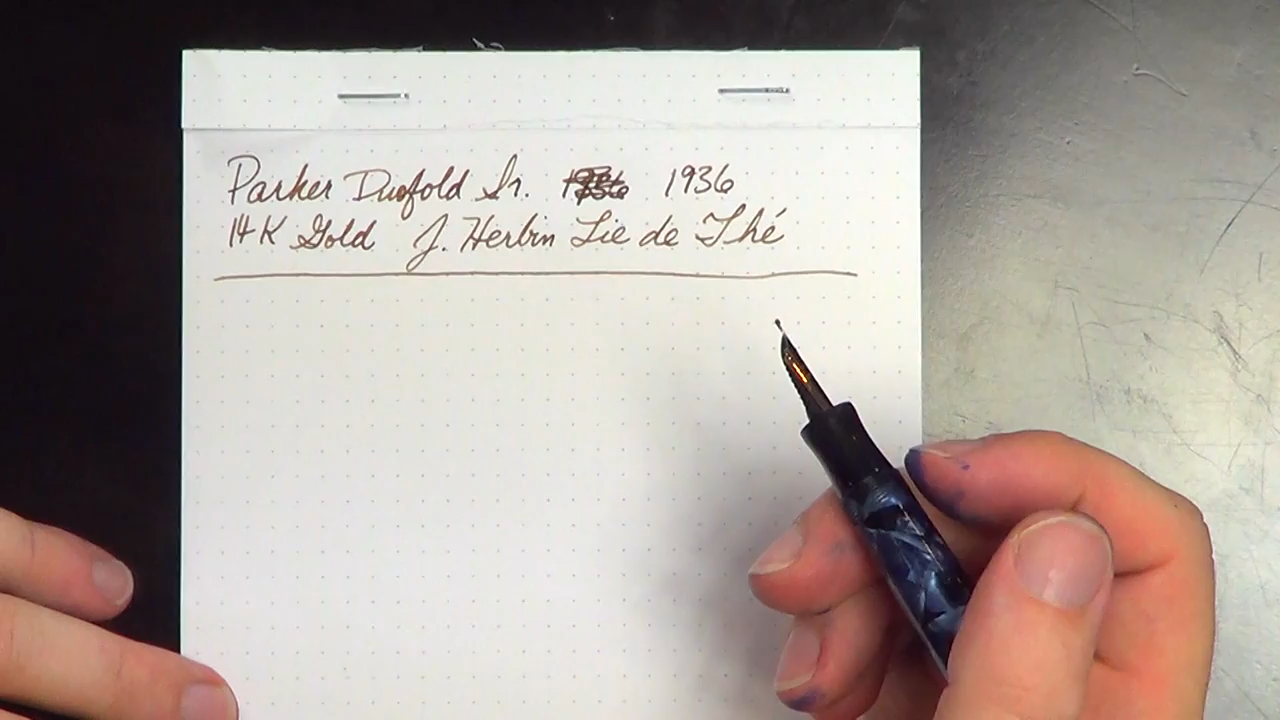 Parker Duofold Sr. 1936
14K Gold J. Herbin Lie de Thé